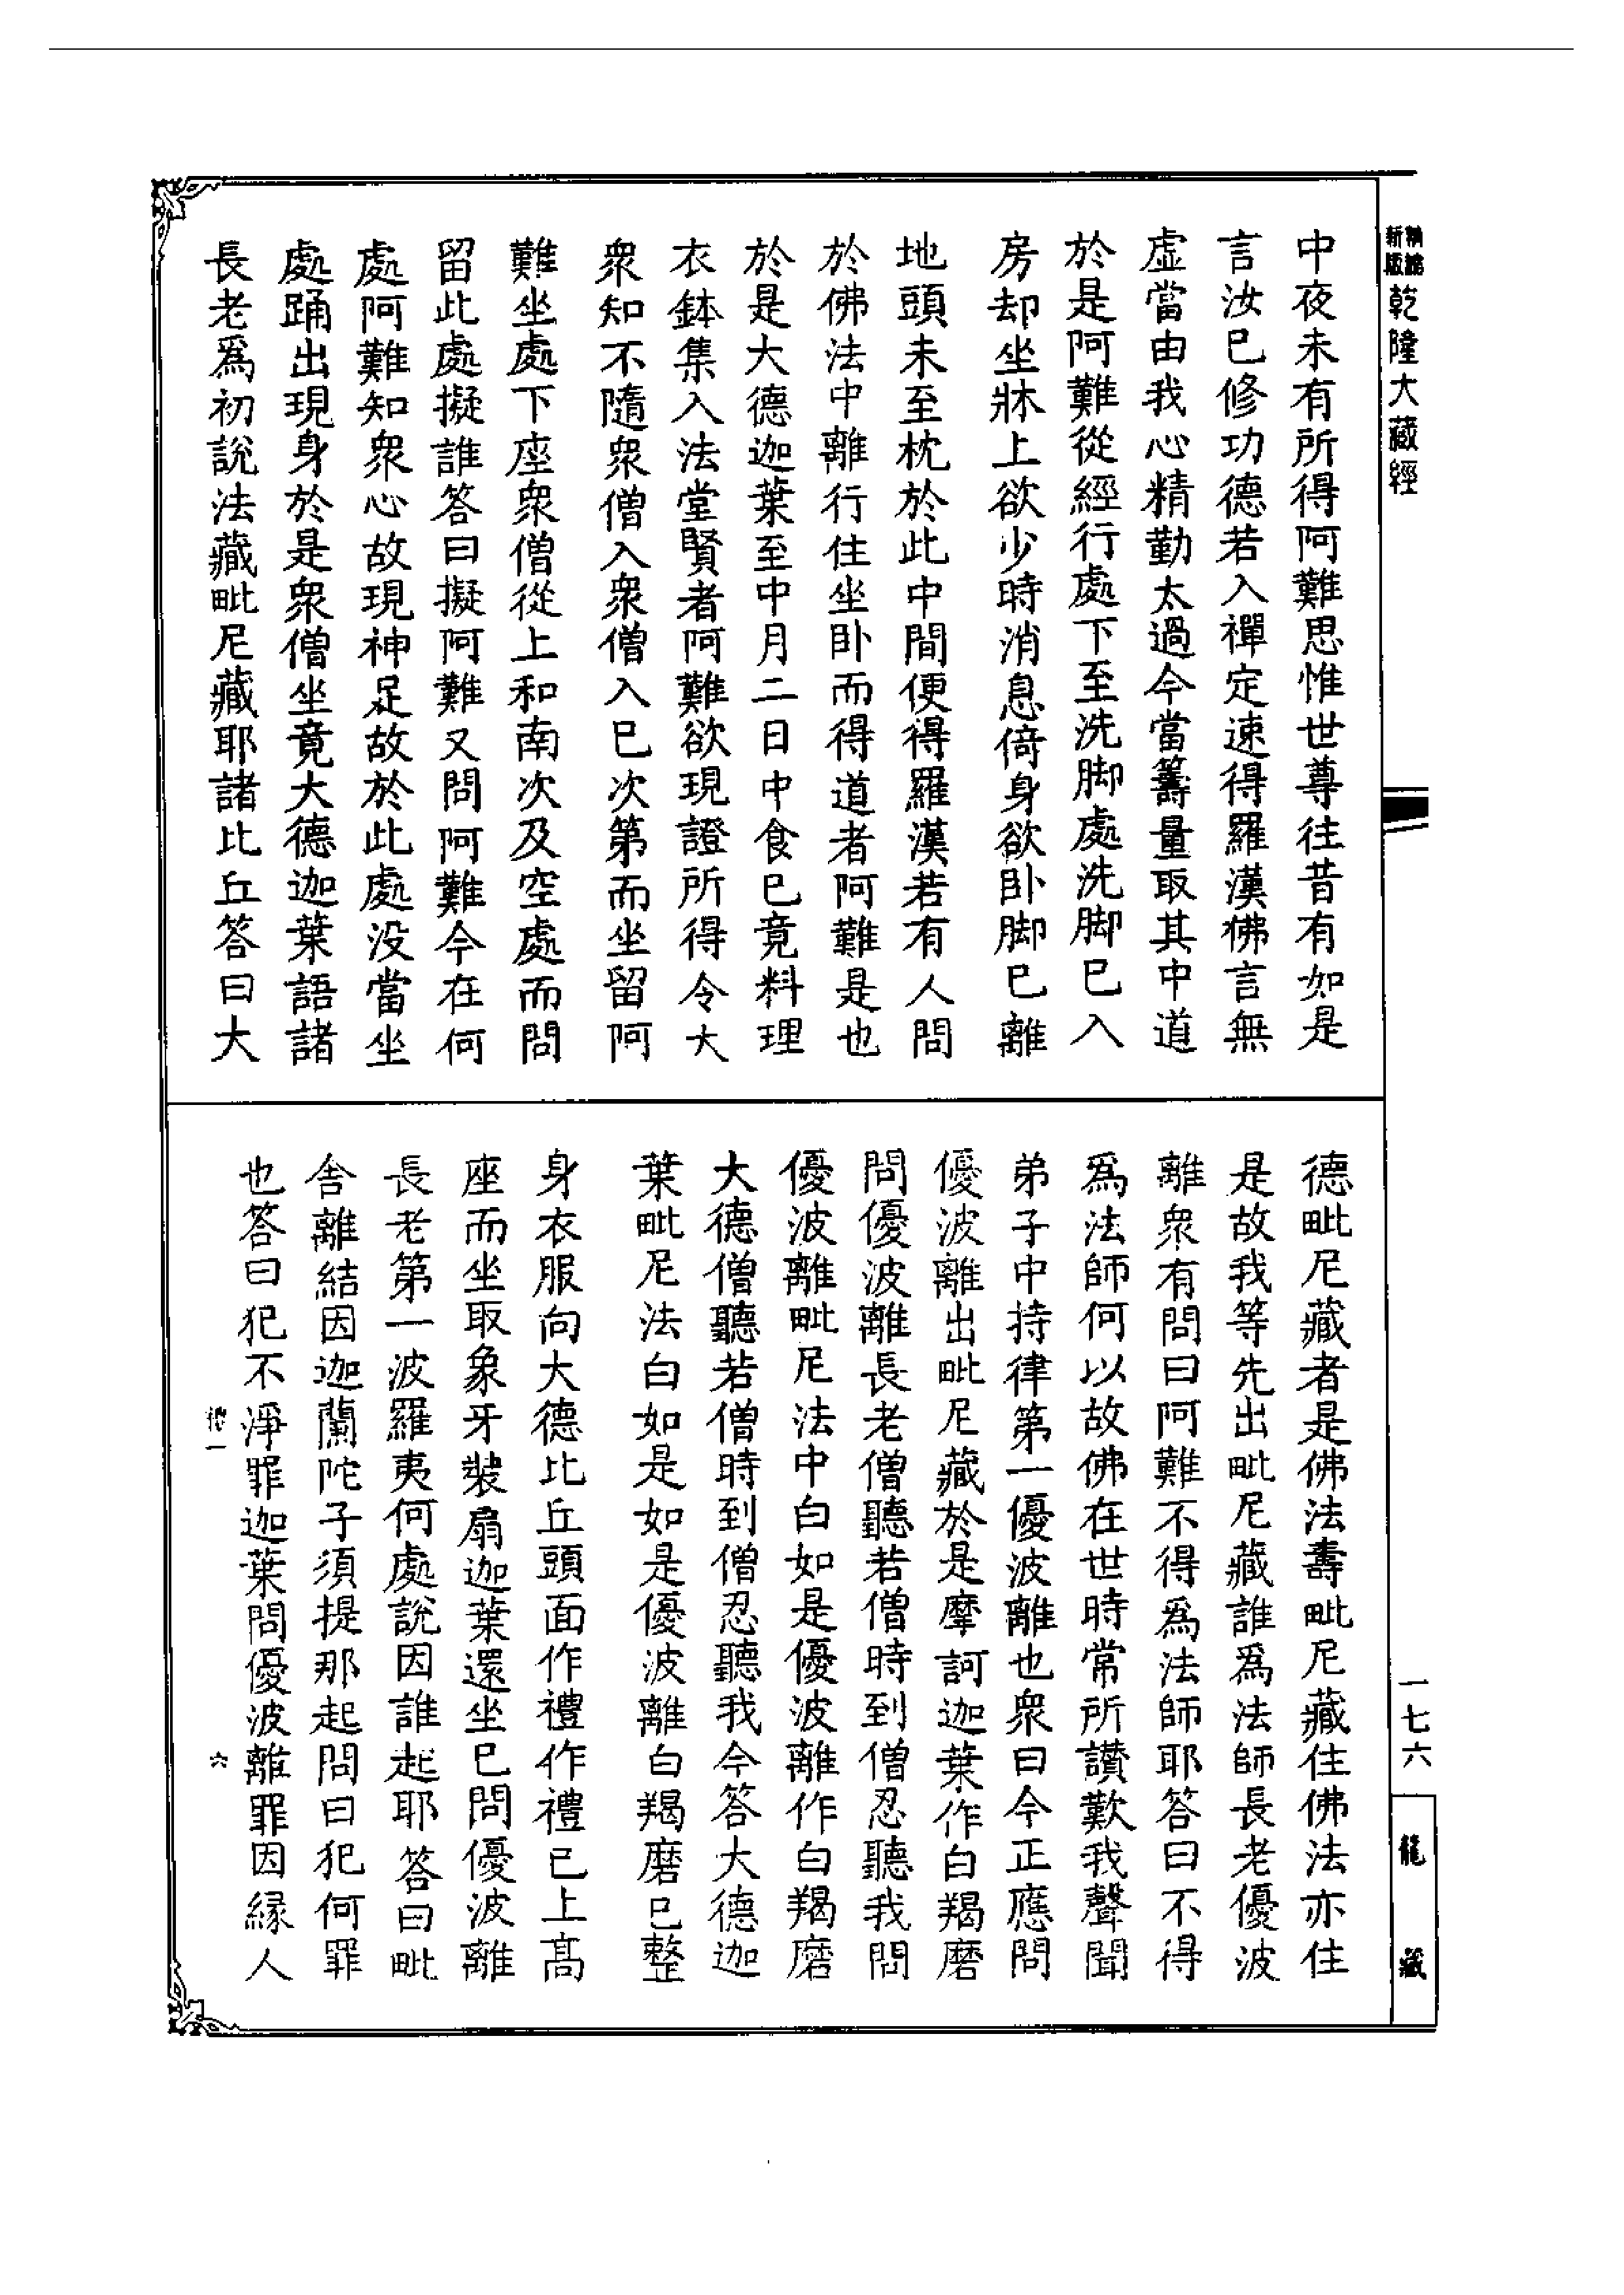 新版
乾隆大藏經
中夜未有所得阿難思惟世尊往昔有如是
言汝已修功德若入禪定速得羅漢佛言無
虛當由我心精勤太過今當籌量取其中道
於是阿難從經行處下至洗脚處洗脚已入
房却坐牀上欲少時消息倚身欲卧脚已離
地頭未至枕於此中間便得羅漢若有人問
於佛法中離行住坐卧而得道者阿難是也
於是大德迦葉至中月二日中食已竟料理
衣鉢集入法堂賢者阿難欲現證所得令大
衆知不隨衆僧入衆僧入已次第而坐留阿
難坐處下座衆僧從上和南次及空處而問
留此處擬誰答曰擬阿難又問阿難今在何
處阿難知衆心故現神足故於此處没當坐
處踊出現身於是衆僧坐竟大德迦葉語諸
長老爲初說法藏毗尼藏耶諸比丘答曰大
德毗尼藏者是佛法壽毗尼藏住佛法亦住
是故我等先出毗尼藏誰爲法師長老優波
離衆有問曰阿難不得爲法師耶答曰不得
爲法師何以故佛在世時常所讚歎我聲聞
弟子中持律第一優波離也衆曰今正應問
優波離出毗尼藏於是摩訶迦葉作白羯磨
問優波離長老僧聽若僧時到僧忍聽我問
優波離毗尼法中白如是優波離作白羯磨
大德僧聽若僧時到僧忍聽我今答大德迦
葉毗尼法白如是如是優波離白羯磨已整
身衣服向大德比丘頭面作禮作禮已上高
座而坐取象牙裝扇迦葉還坐已問優波離
長老第一波羅夷何處說因誰起耶答曰毗
舍離結因迦蘭陀子須提那起問曰犯何罪
也答曰犯不淨罪迦葉問優波離罪因緣人
一
六
一七六
龍藏